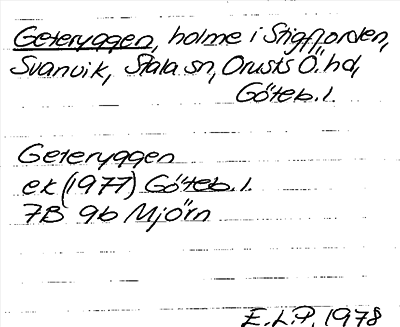 Geteryggen, holme i Stigfjorden,
Svanvik, Stala sn, Orusts Ö. hd,
Göteb. l.
Geteryggen
ek (1977) Göteb. l.
7B 9b Mjörn
E.L.P. 1978